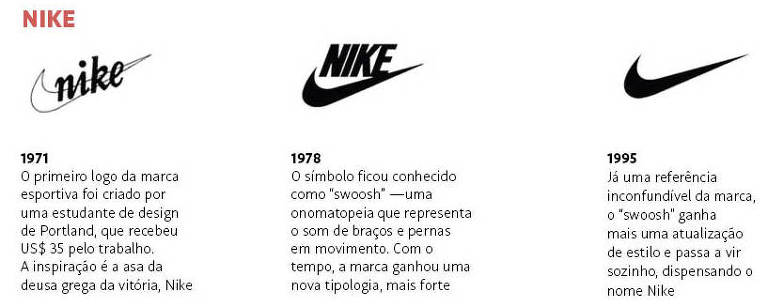 NIKE
nike
1971
O primeiro logo da marca
esportiva foi criado por
uma estudante de design
de Portland, que recebeu
US$ 35 pelo trabalho.
A inspiração é a asa da
deusa grega da vitória, Nike
NIKE
1978
O símbolo ficou conhecido
como “swoosh” —uma
onomatopeia que representa
o som de braços e pernas
em movimento. Com o
tempo, a marca ganhou uma
nova tipologia, mais forte
1995
Já uma referência
inconfundível da marca,
o “swoosh” ganha
mais uma atualização
de estilo e passa a vir
sozinho, dispensando o
nome Nike